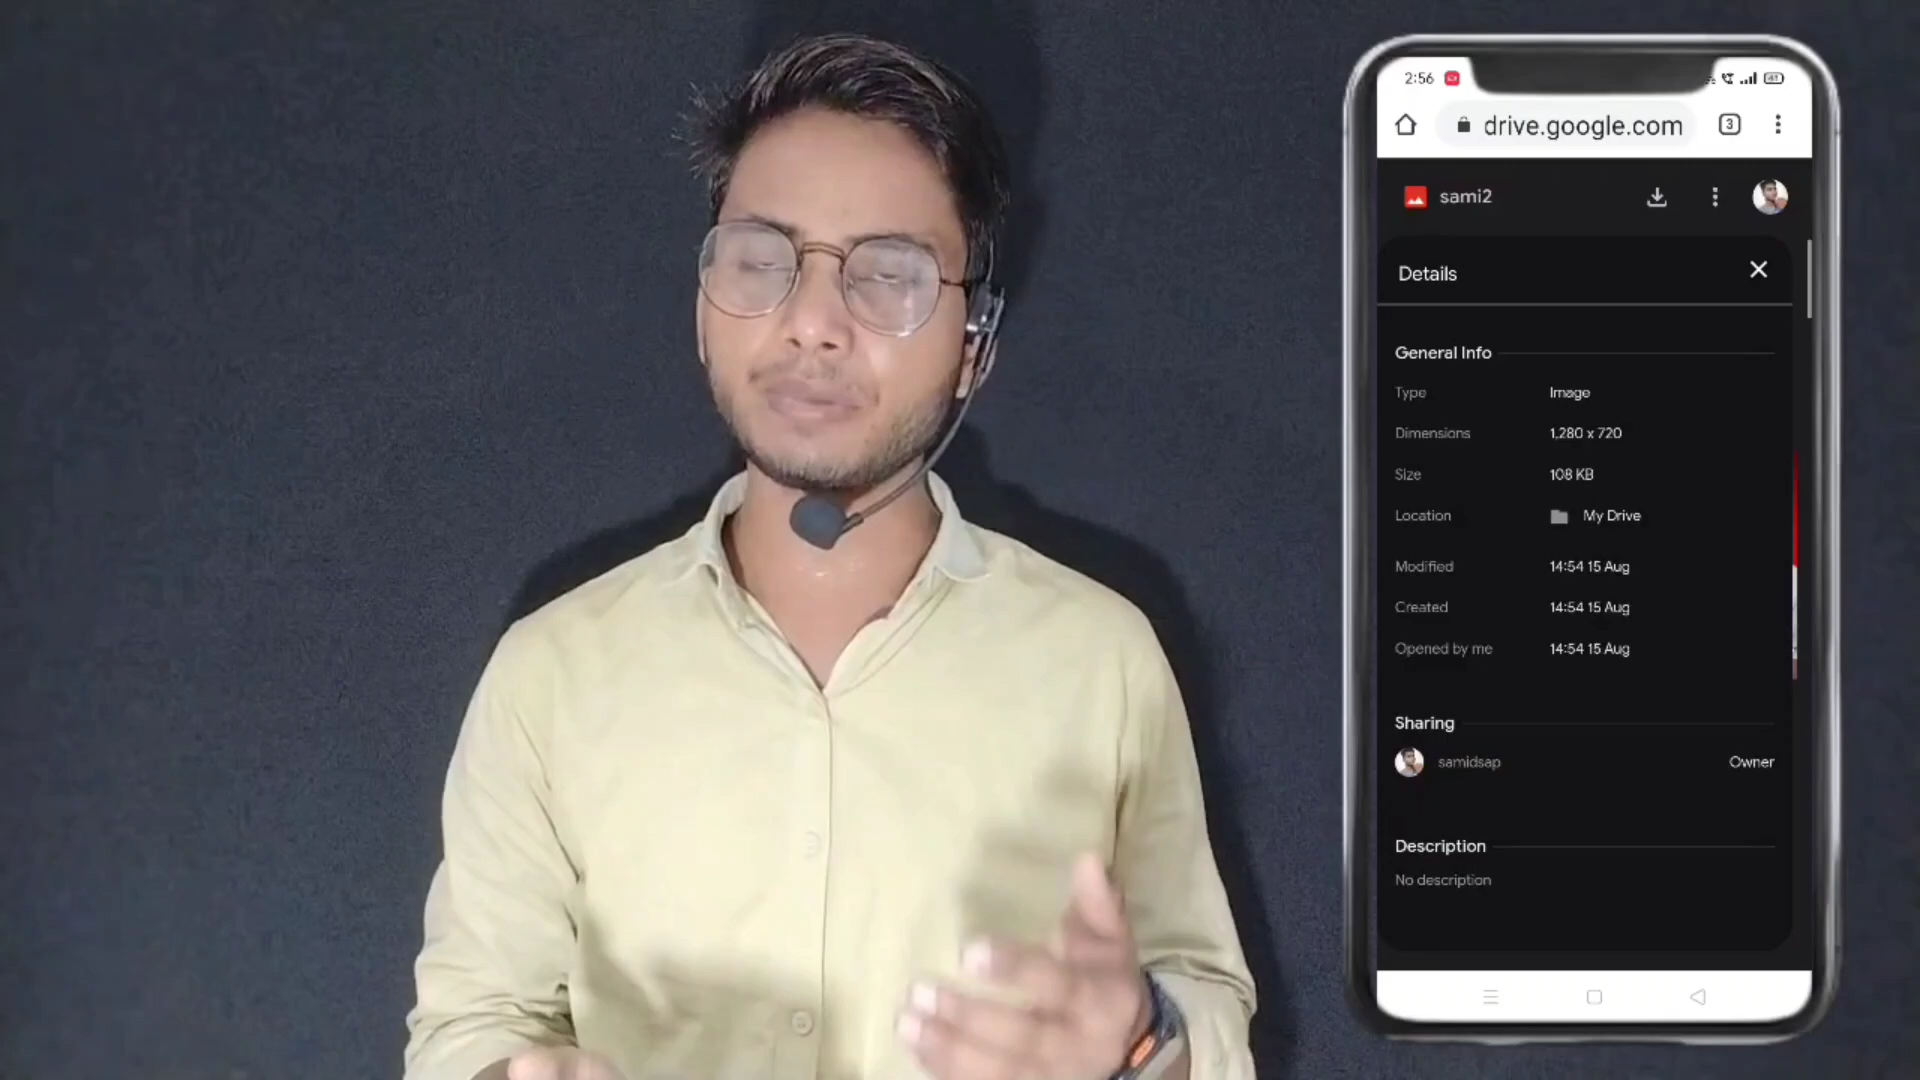 2:56
drive.google.com 3
sami2
Details
General Info
Type Image
Dimensions 1,280 x 720
Size 108 KB
Location My Drive
Modified 14:54 15 Aug
Created 14:54 15 Aug
Opened by me 14:54 15 Aug
Sharing
samidsap Owner
Description
No description